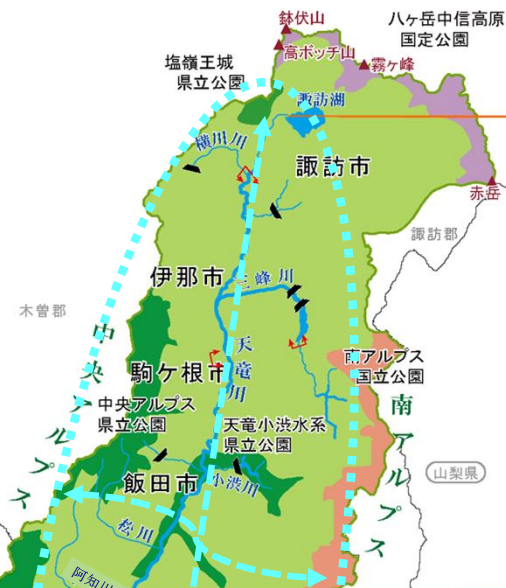 鉢伏山
八ヶ岳中信高原
国定公園
高ボッチ山
霧ヶ峰
塩嶺王城
県立公園
諏訪湖
横川川
諏訪市
赤岳
諏訪郡
伊那市
三峰川
木曽郡
中央アルプス
天竜川
駒ヶ根市
南アルプス
国立公園
中央アルプス
県立公園
天竜小渋水系
県立公園
南アルプス
山梨県
飯田市
小渋川
松川
阿知川